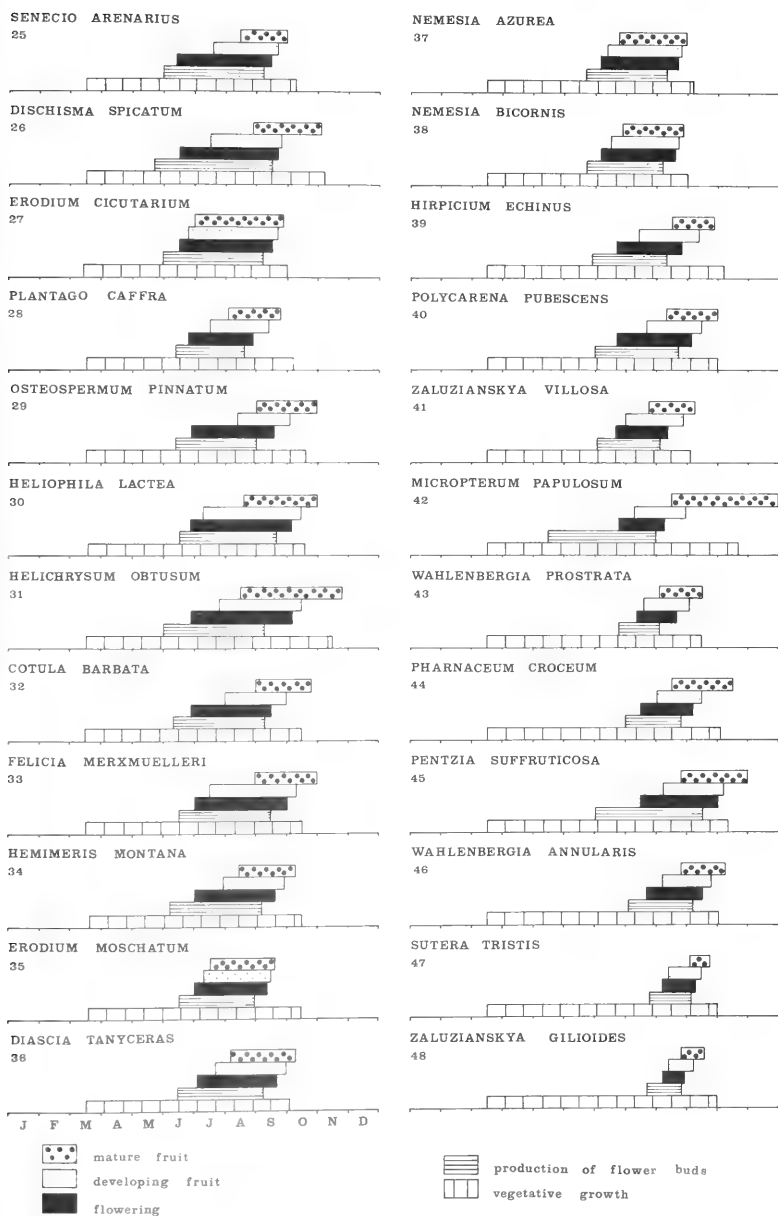 SENECIO ARENARIUS
25
DISCHISMA SPICATUM
26
ERODIUM CICUTARIUM
27
PLANTAGO CAFFRA
28
OSTEOSPERMUM PINNATUM
29
HELIOPHILA LACTEA
30
HELICHRYSUM OBTUSUM
31
COTULA BARBATA
32
FELICIA MERXMUELLERI
33
HEMIMERIS MONTANA
34
ERODIUM MOSCHATUM
35
DIASCIA TANYCERAS
36
J F M A M J J A S O N D
mature fruit
developing fruit
flowering
NEMESIA AZUREA
37
NEMESIA BICORNIS
38
HIRPICIUM ECHINUS
39
POLYCARENA PUBESCENS
40
ZALUZIANSKYA VILLOSA
41
MICROPTERUM PAPULOSUM
42
WAHLENBERGIA PROSTRATA
43
PHARNACEUM CROCEUM
44
PENTZIA SUFFRUTICOSA
45
WAHLENBERGIA ANNULARIS
46
SUTERA TRISTIS
47
ZALUZIANSKYA GILIOIDES
48
production of flower buds
vegetative growth